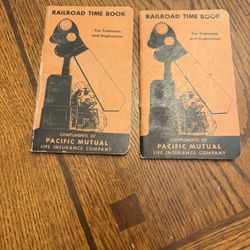 RAILROAD TIME BOOK
For Trainmen
and Enginemen
COMPLIMENTS OF
PACIFIC MUTUAL
LIFE INSURANCE COMPANY
RAILROAD TIME BOOK
For Trainmen
and Enginemen
COMPLIMENTS OF
PACIFIC MUTUAL
LIFE INSURANCE COMPANY